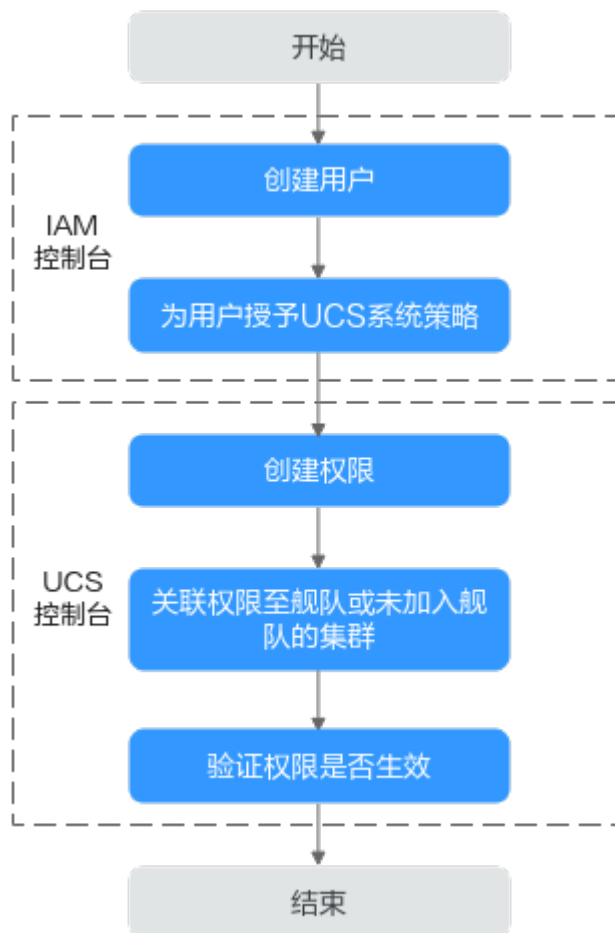 开始
创建用户
IAM
控制台
为用户授予UCS系统策略
创建权限
UCS
控制台
关联权限至舰队或未加入舰
队的集群
验证权限是否生效
结束